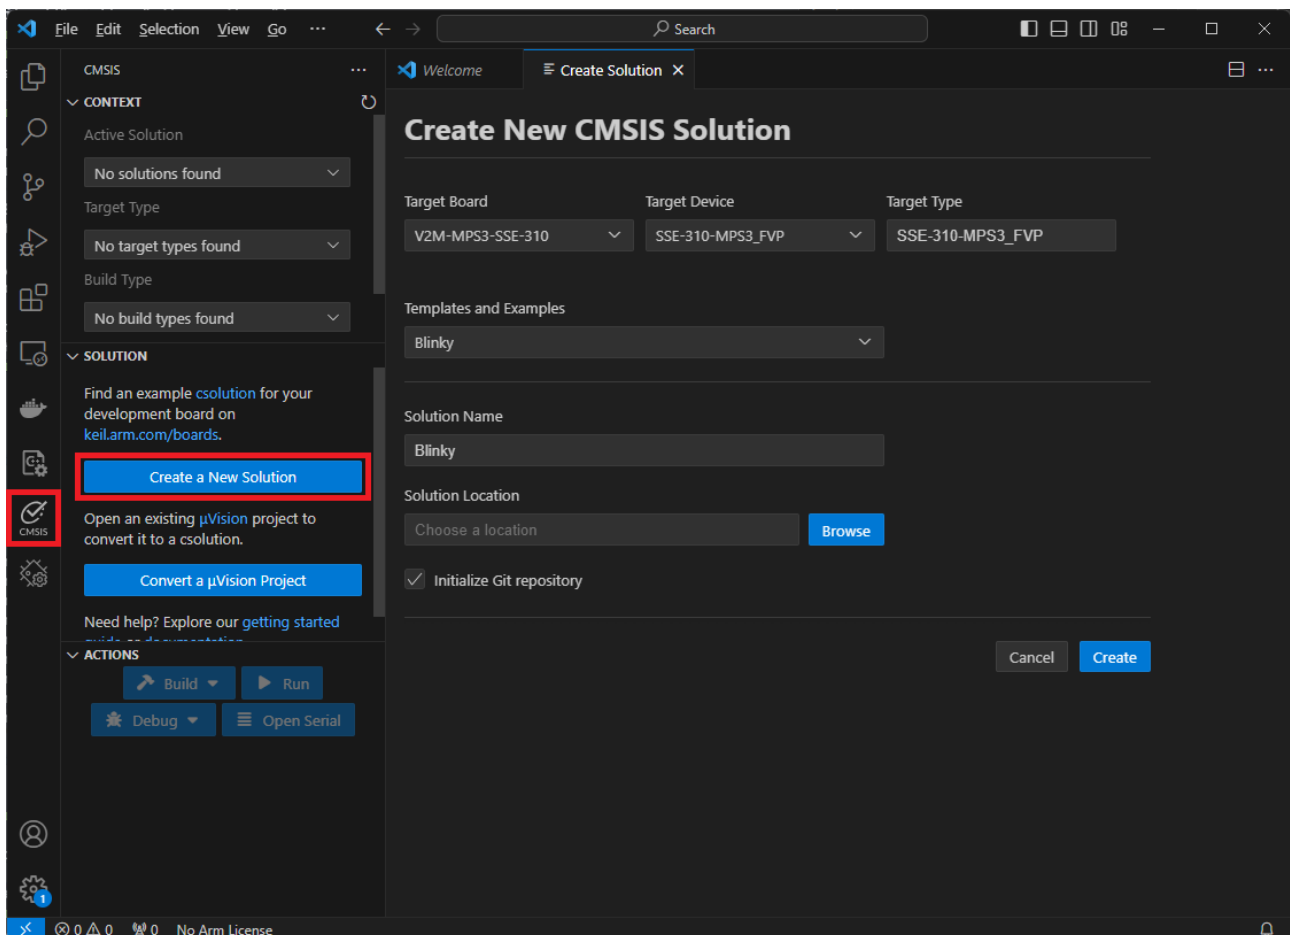 File Edit Selection View Go ···
Search
CMSIS ···
CONTEXT
Active Solution
No solutions found
Target Type
No target types found
Build Type
No build types found
SOLUTION
Find an example csolution for your
development board on
keil.arm.com/boards.
Create a New Solution
CMSIS
Open an existing µVision project to
convert it to a csolution.
Convert a µVision Project
Need help? Explore our getting started
guide or documentation
ACTIONS
Build
Run
Debug
Open Serial
1
Welcome
Create Solution
Create New CMSIS Solution
Target Board
Target Device
Target Type
V2M-MPS3-SSE-310
SSE-310-MPS3_FVP
SSE-310-MPS3_FVP
Templates and Examples
Blinky
Solution Name
Blinky
Solution Location
Choose a location
Browse
Initialize Git repository
Cancel
Create
0 0 0 No Arm License